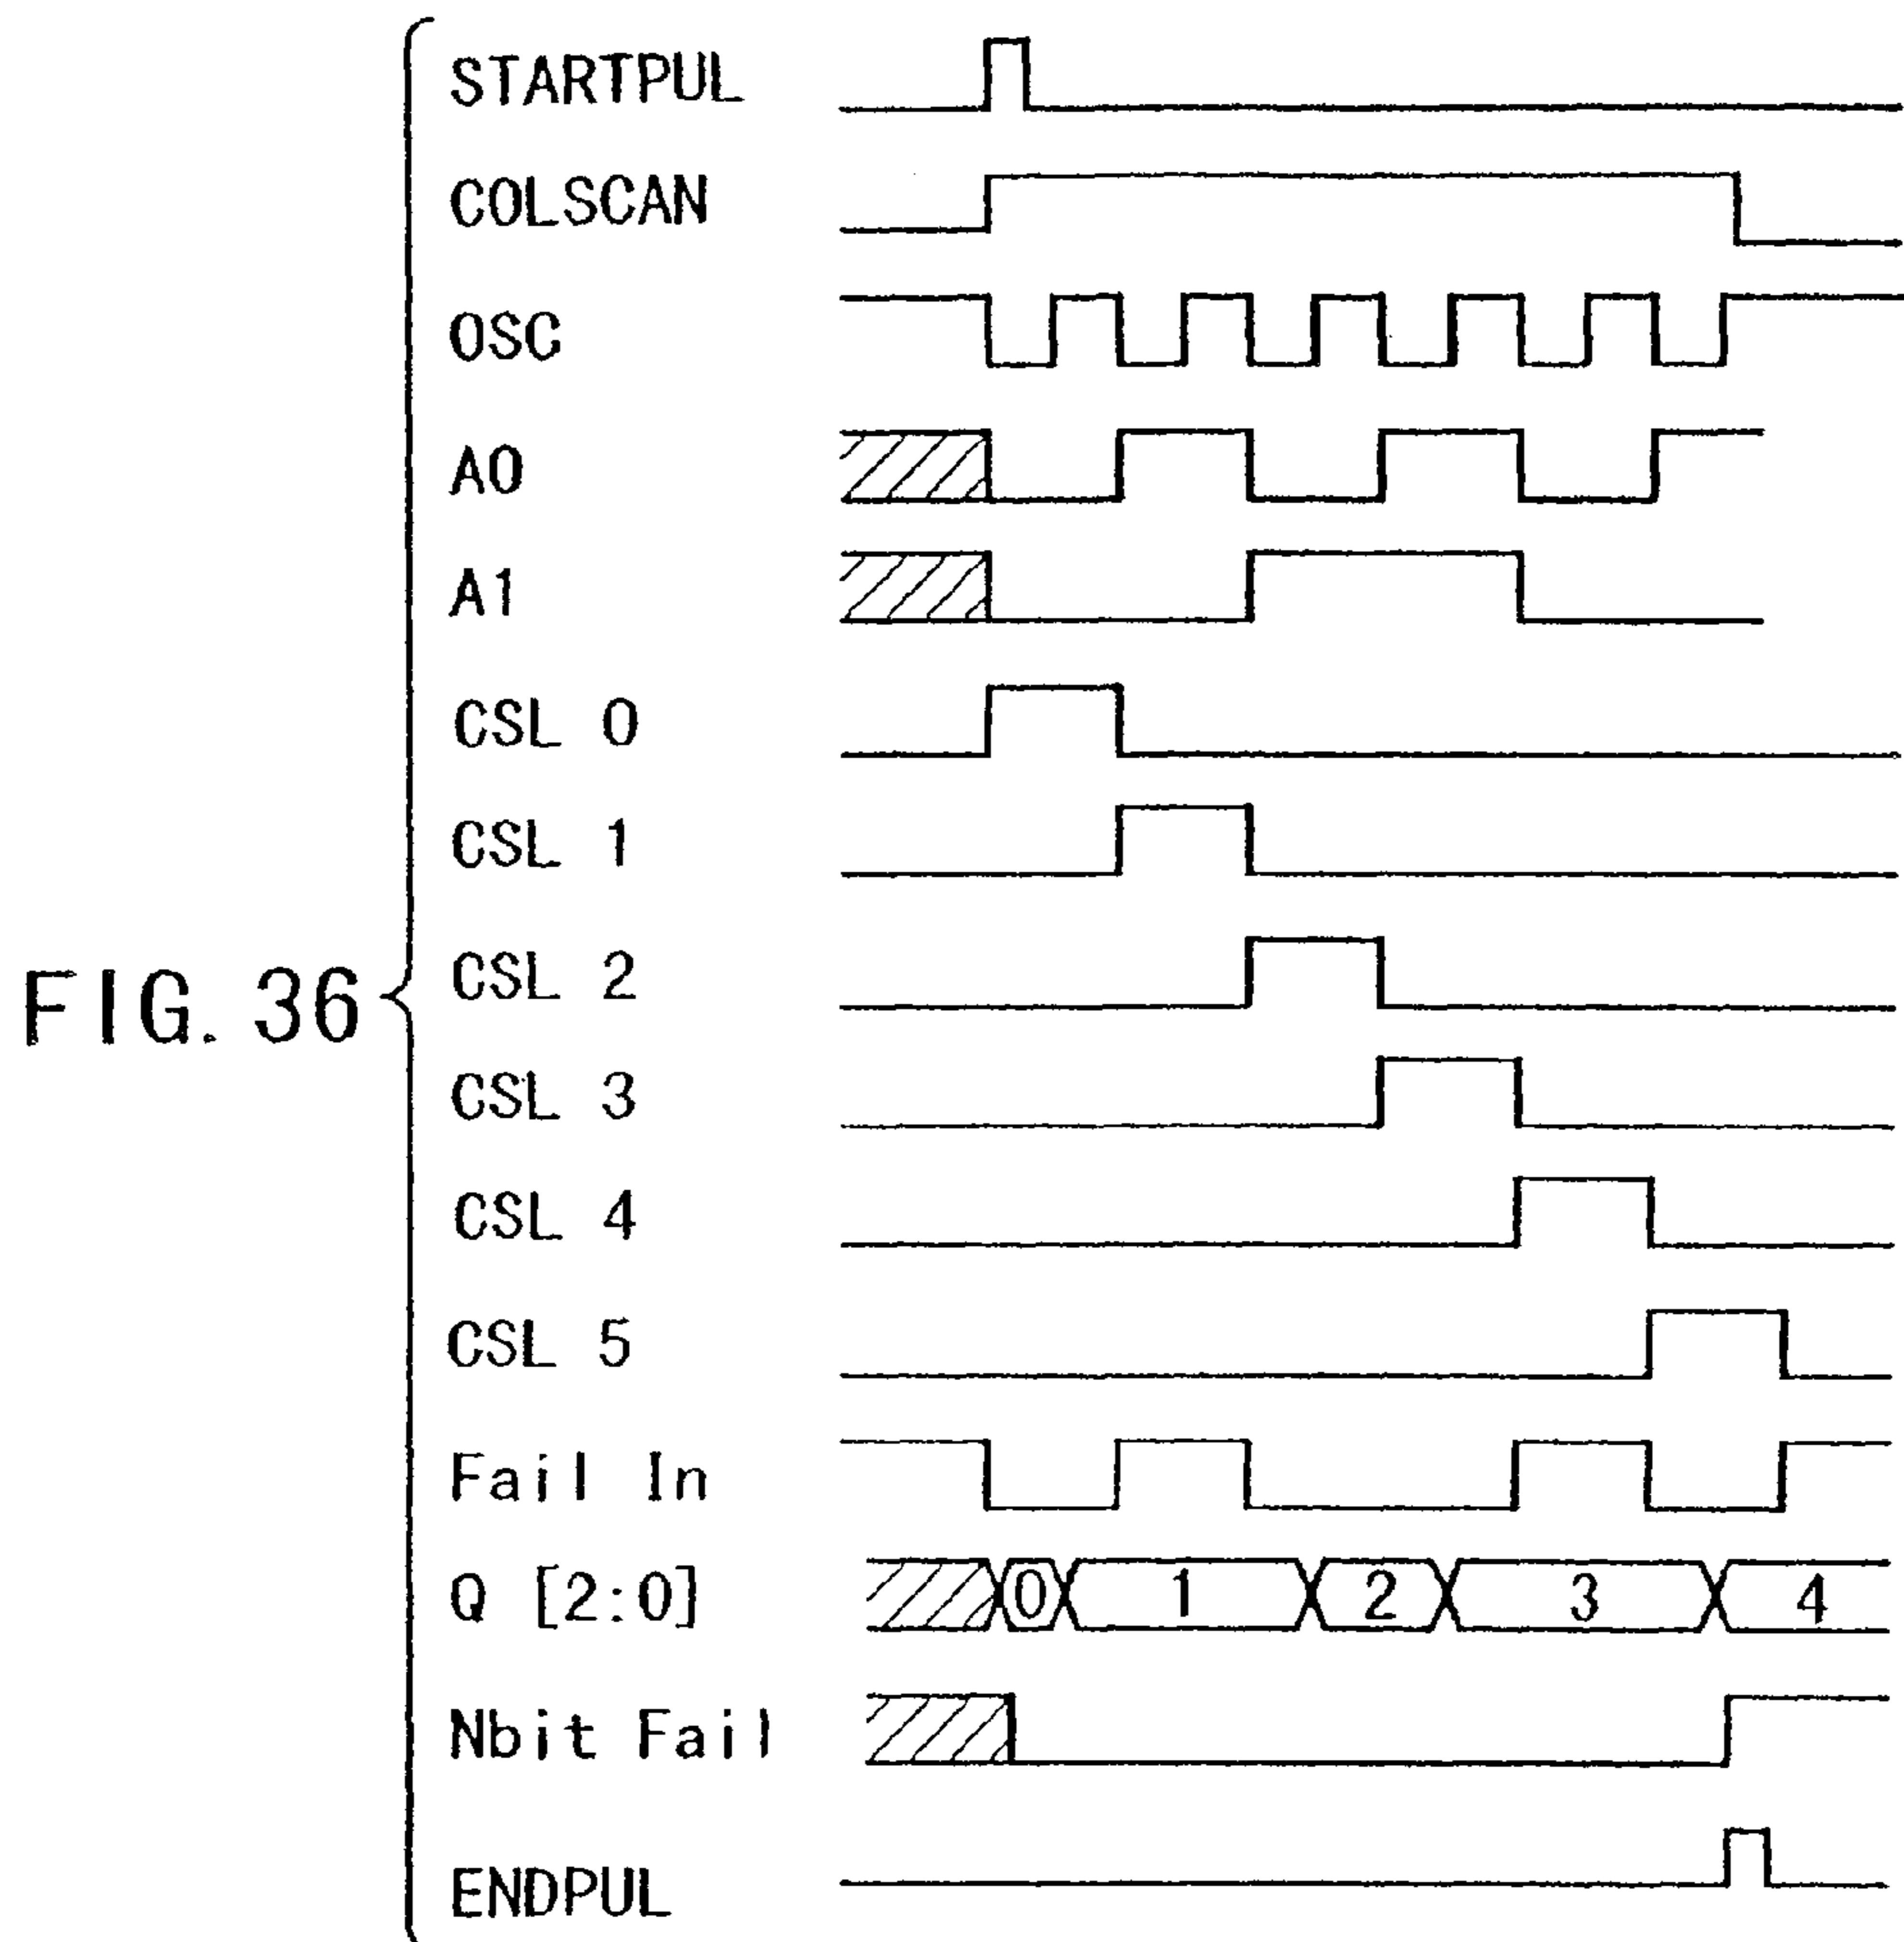 STARTPUL
COLSCAN
OSC
A0
A1
CSL 0
CSL 1
CSL 2
FIG. 36
CSL 3
CSL 4
CSL 5
Fail In
Q [2:0] 0 1 2 3 4
Nbit Fail
ENDPUL